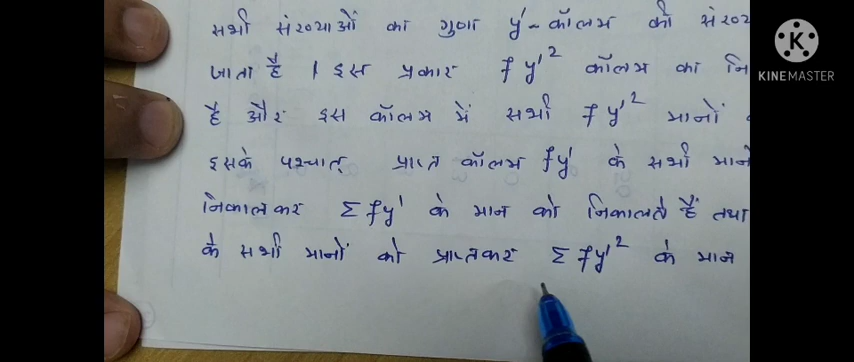 सभी संख्याओं का गुणा y'- कॉलम की संख्य
जाता है । इस प्रकार fy'² कॉलम का नि
है और इस कॉलम में सभी fy'² मानों
इसके पश्चात् प्राप्त कॉलम fy' के सभी मानो
निकालकर Σfy' के मान को निकालते हैं तथा
के सभी मानों को प्राप्तकर Σfy'² के मान
KINEMASTER